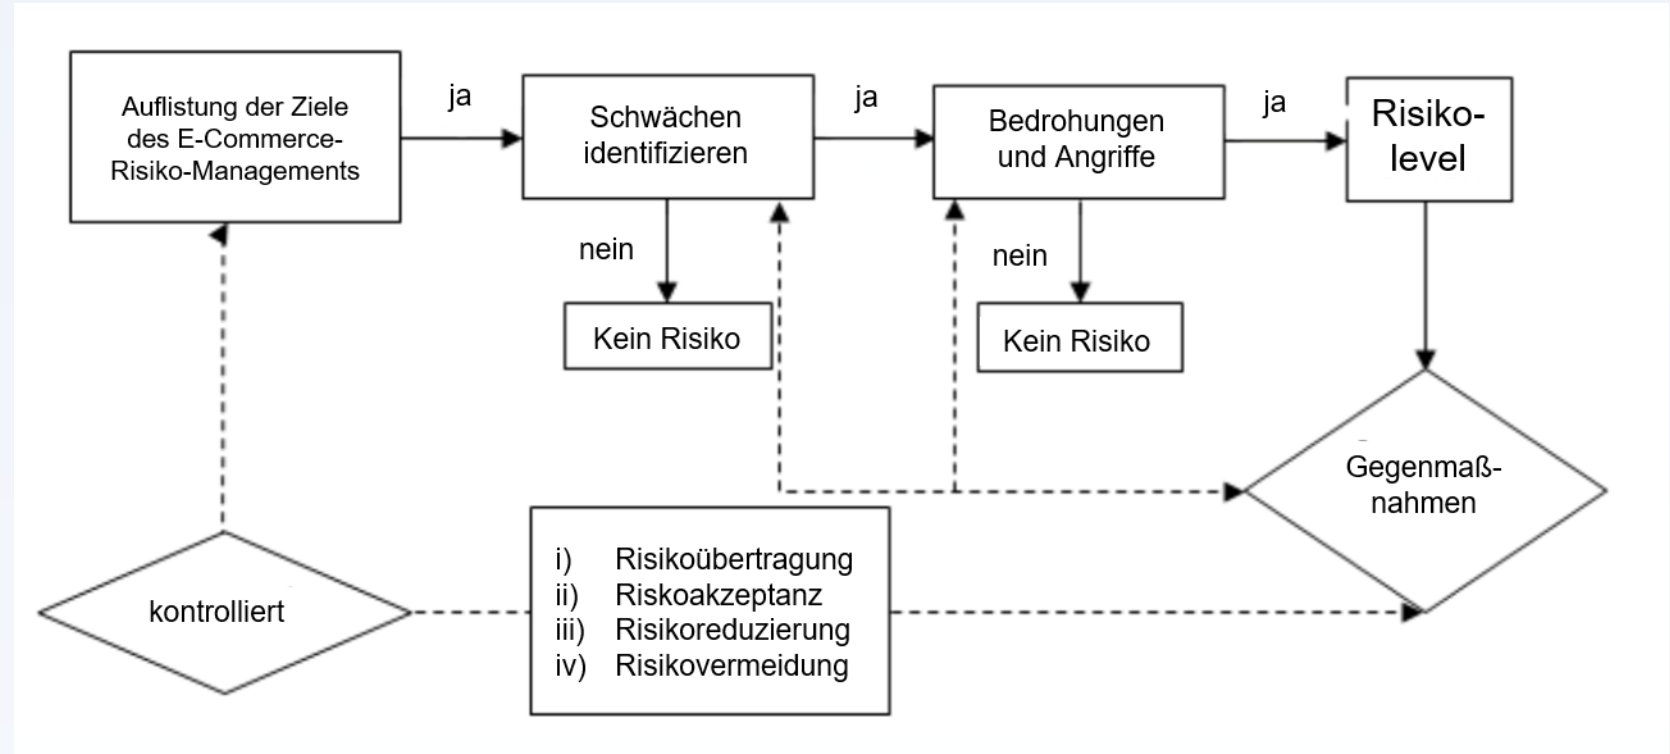 Auflistung der Ziele
des E-Commerce-
Risiko-Managements
ja
Schwächen
identifizieren
ja
Bedrohungen
und Angriffe
ja
Risiko-
level
nein
Kein Risiko
nein
Kein Risiko
Gegenmaß-
nahmen
kontrolliert
i) Risikoübertragung
ii) Riskoakzeptanz
iii) Risikoreduzierung
iv) Risikovermeidung